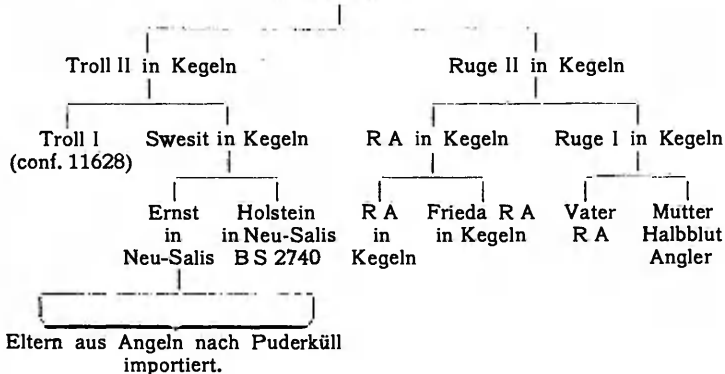 Troll II in Kegeln Ruge II in Kegeln
Troll I Swesit in Kegeln R A in Kegeln Ruge I in Kegeln
(conf. 11628)
Ernst Holstein R A Frieda R A Vater Mutter
in in Neu-Salis in in Kegeln R A Halbblut
Neu-Salis B S 2740 Kegeln Angler
Eltern aus Angeln nach Puderküll
importiert.